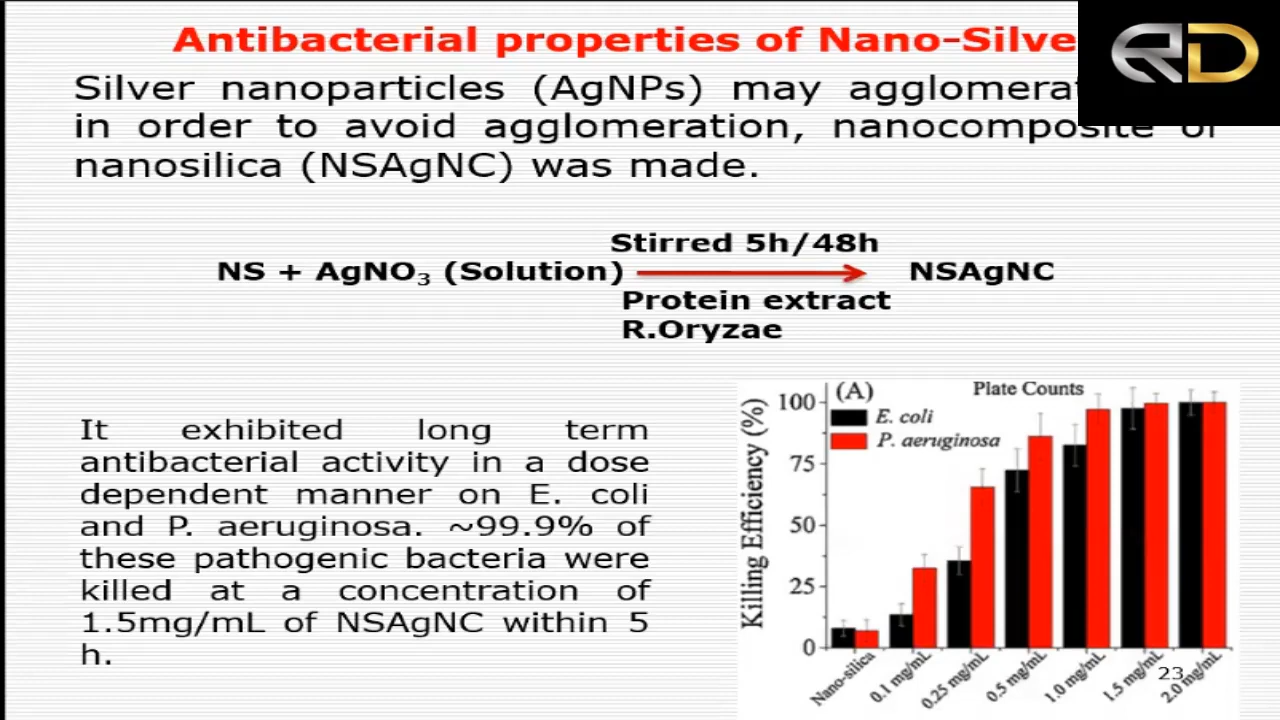 Antibacterial properties of Nano-Silve
RD
Silver nanoparticles (AgNPs) may
in order to avoid agglomeration, nanocomposite of
nanosilica (NSAgNC) was made.
Stirred 5h/48h
NS + AgNO₃ (Solution) NSAgNC
Protein extract
R.Oryzae
It exhibited long term
antibacterial activity in a dose
dependent manner on E. coli
and P. aeruginosa. ~99.9% of
these pathogenic bacteria were
killed at a concentration of
1.5mg/mL of NSAgNC within 5
h.
(A) Plate Counts
E. coli
P. aeruginosa
Killing Efficiency (%)
100
75
50
25
0
Nano-silica
0.1 mg/mL
0.25 mg/mL
0.5 mg/mL
1.0 mg/mL
1.5 mg/mL
2.0 mg/mL
23